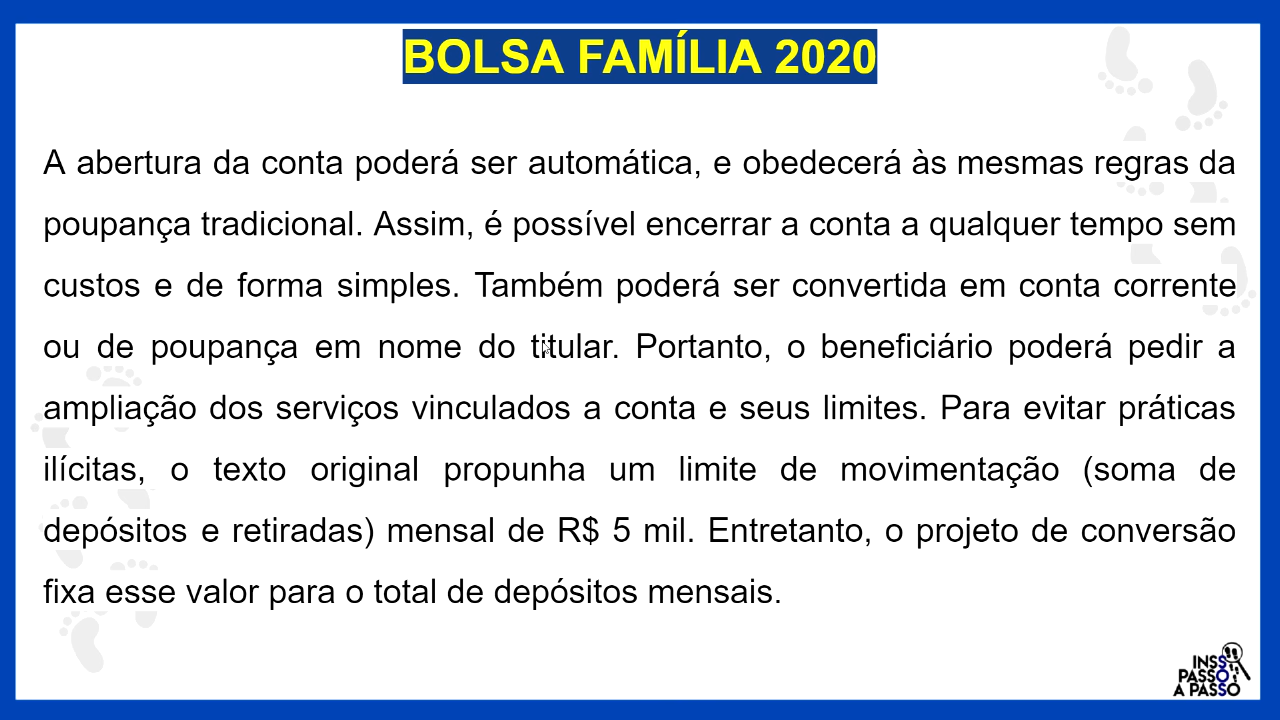 BOLSA FAMÍLIA 2020
A abertura da conta poderá ser automática, e obedecerá às mesmas regras da
poupança tradicional. Assim, é possível encerrar a conta a qualquer tempo sem
custos e de forma simples. Também poderá ser convertida em conta corrente
ou de poupança em nome do titular. Portanto, o beneficiário poderá pedir a
ampliação dos serviços vinculados a conta e seus limites. Para evitar práticas
ilícitas, o texto original propunha um limite de movimentação (soma de
depósitos e retiradas) mensal de R$ 5 mil. Entretanto, o projeto de conversão
fixa esse valor para o total de depósitos mensais.
INSS
PASSO
A PASSO